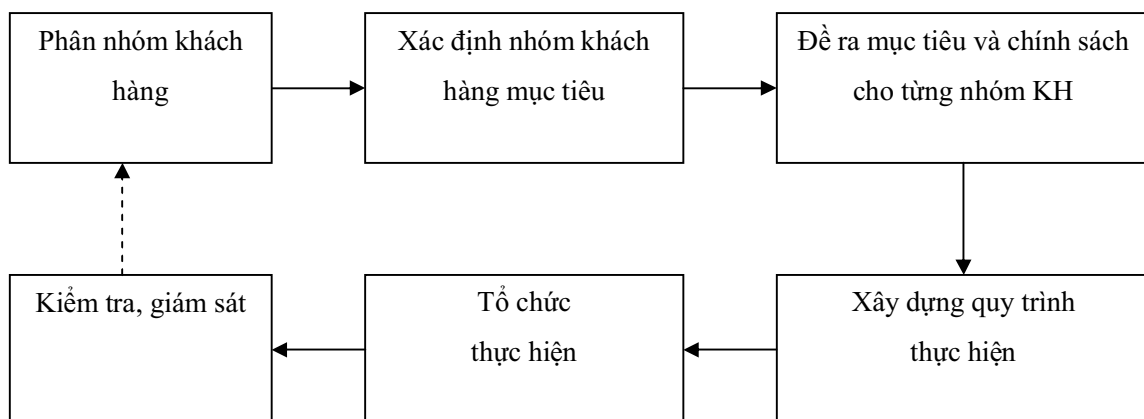 Phân nhóm khách
hàng
Xác định nhóm khách
hàng mục tiêu
Đề ra mục tiêu và chính sách
cho từng nhóm KH
Kiểm tra, giám sát
Tổ chức
thực hiện
Xây dựng quy trình
thực hiện